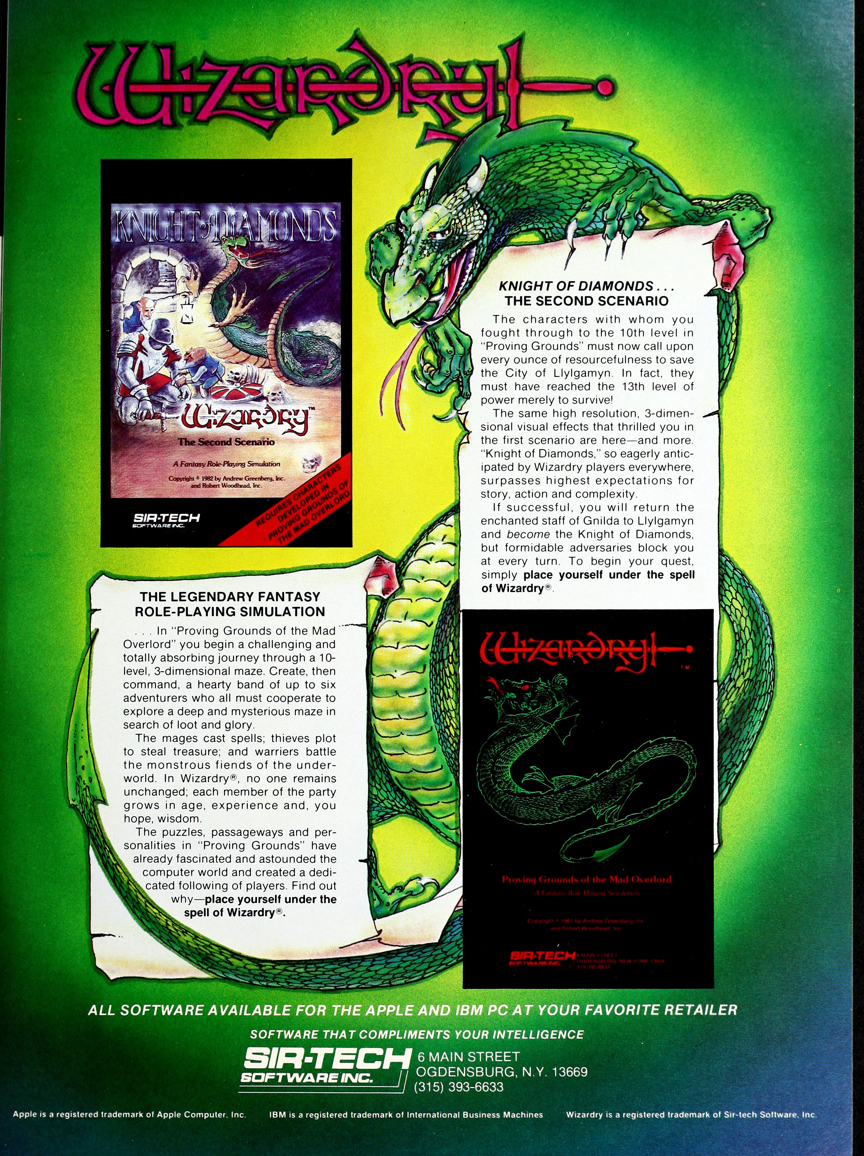 Wizardry
KNIGHT OF DIAMONDS
Wizardry™
The Second Scenario
A Fantasy Role-Playing Simulation
Copyright © 1982 by Andrew Greenberg, Inc.
and Robert Woodhead, Inc.
SIR-TECH
SOFTWARE INC.
REQUIRES CHARACTERS
DEVELOPED IN
PROVING GROUNDS OF
THE MAD OVERLORD
KNIGHT OF DIAMONDS . . .
THE SECOND SCENARIO
The characters with whom you
fought through to the 10th level in
"Proving Grounds" must now call upon
every ounce of resourcefulness to save
the City of Llylgamyn. In fact, they
must have reached the 13th level of
power merely to survive!
The same high resolution, 3-dimen-
sional visual effects that thrilled you in
the first scenario are here—and more.
"Knight of Diamonds," so eagerly antic-
ipated by Wizardry players everywhere,
surpasses highest expectations for
story, action and complexity.
If successful, you will return the
enchanted staff of Gnilda to Llylgamyn
and become the Knight of Diamonds,
but formidable adversaries block you
at every turn. To begin your quest,
simply place yourself under the spell
of Wizardry®.
THE LEGENDARY FANTASY
ROLE-PLAYING SIMULATION
. . . In "Proving Grounds of the Mad
Overlord" you begin a challenging and
totally absorbing journey through a 10-
level, 3-dimensional maze. Create, then
command, a hearty band of up to six
adventurers who all must cooperate to
explore a deep and mysterious maze in
search of loot and glory.
The mages cast spells; thieves plot
to steal treasure; and warriers battle
the monstrous fiends of the under-
world. In Wizardry®, no one remains
unchanged; each member of the party
grows in age, experience and, you
hope, wisdom.
The puzzles, passageways and per-
sonalities in "Proving Grounds" have
already fascinated and astounded the
computer world and created a dedi-
cated following of players. Find out
why—place yourself under the
spell of Wizardry®.
Wizardry™
Proving Grounds of the Mad Overlord
A Fantasy Role Playing Simulation
Copyright © 1981 by Andrew Greenberg, Inc.
and Robert Woodhead, Inc.
SIR-TECH
SOFTWARE INC.
ALL SOFTWARE AVAILABLE FOR THE APPLE AND IBM PC AT YOUR FAVORITE RETAILER
SOFTWARE THAT COMPLIMENTS YOUR INTELLIGENCE
SIR-TECH
SOFTWARE INC.
6 MAIN STREET
OGDENSBURG, N.Y. 13669
(315) 393-6633
Apple is a registered trademark of Apple Computer, Inc. IBM is a registered trademark of International Business Machines Wizardry is a registered trademark of Sir-tech Software, Inc.